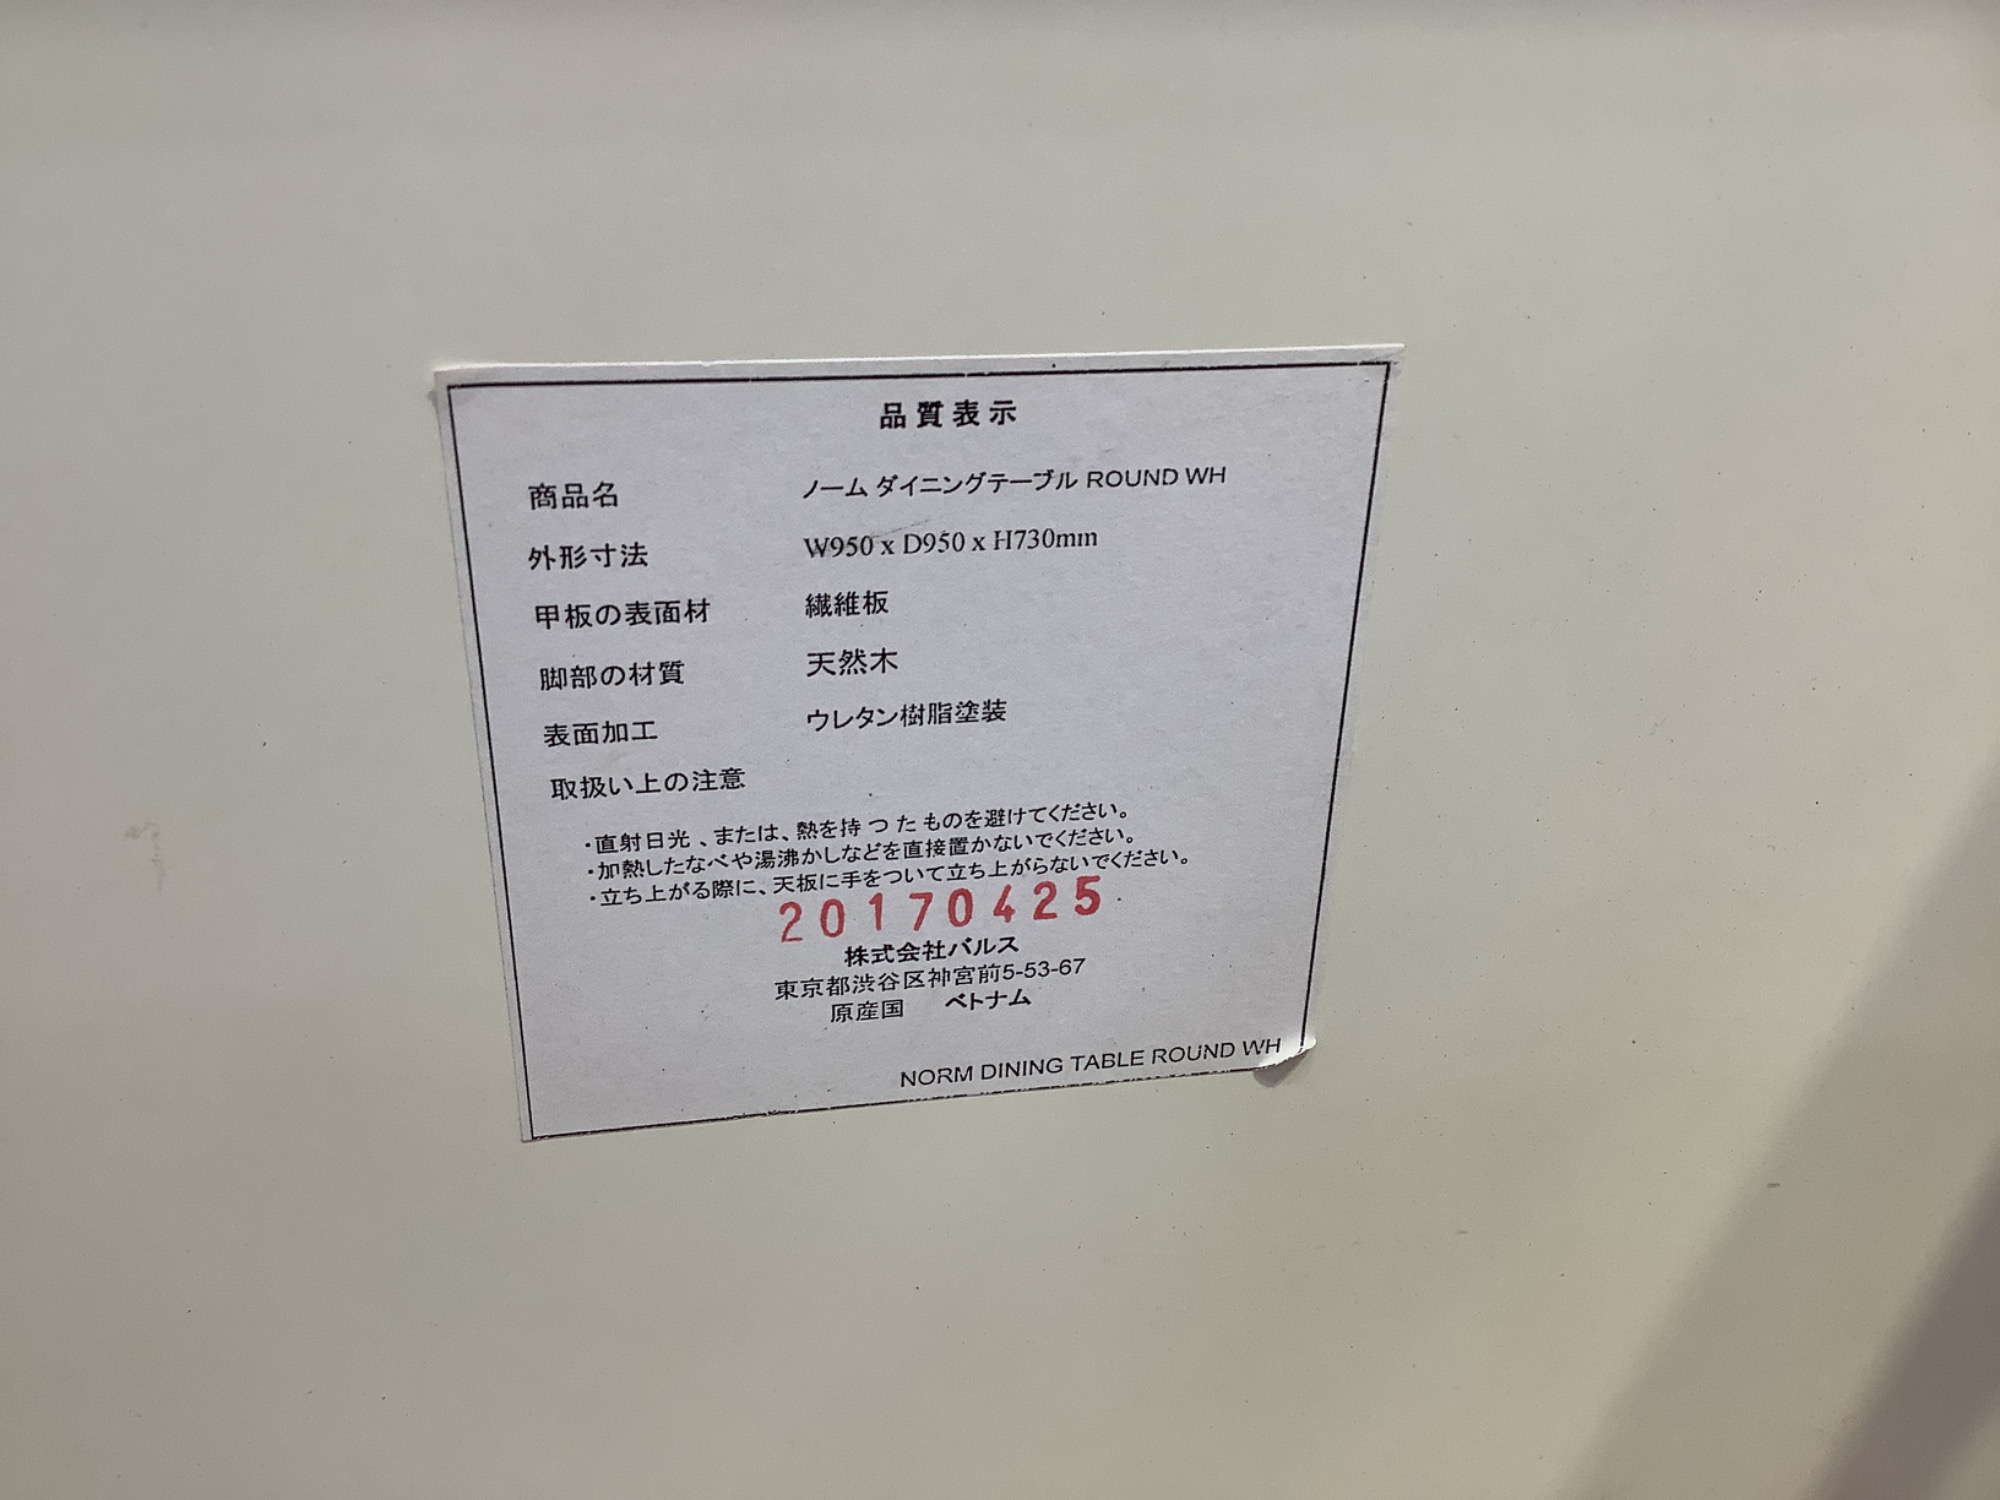 品質表示
商品名 ノーム ダイニングテーブル ROUND WH
外形寸法 W950 x D950 x H730mm
甲板の表面材 繊維板
脚部の材質 天然木
表面加工 ウレタン樹脂塗装
取扱い上の注意
・直射日光、または、熱を持つたものを避けてください。
・加熱したなべや湯沸かしなどを直接置かないでください。
・立ち上がる際に、天板に手をついて立ち上がらないでください。
20170425
株式会社バルス
東京都渋谷区神宮前5-53-67
原産国 ベトナム
NORM DINING TABLE ROUND WH